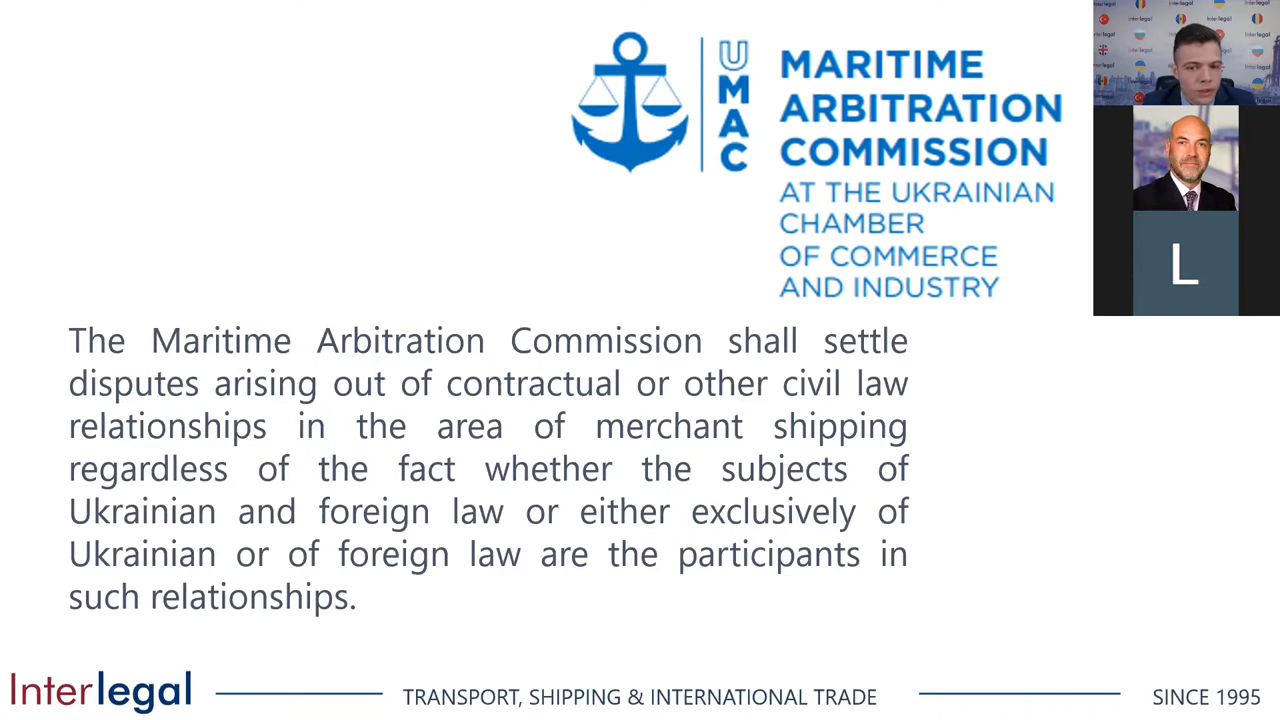 UMAC
MARITIME
ARBITRATION
COMMISSION
AT THE UKRAINIAN
CHAMBER
OF COMMERCE
AND INDUSTRY
L
The Maritime Arbitration Commission shall settle
disputes arising out of contractual or other civil law
relationships in the area of merchant shipping
regardless of the fact whether the subjects of
Ukrainian and foreign law or either exclusively of
Ukrainian or of foreign law are the participants in
such relationships.
Interlegal
TRANSPORT, SHIPPING & INTERNATIONAL TRADE
SINCE 1995